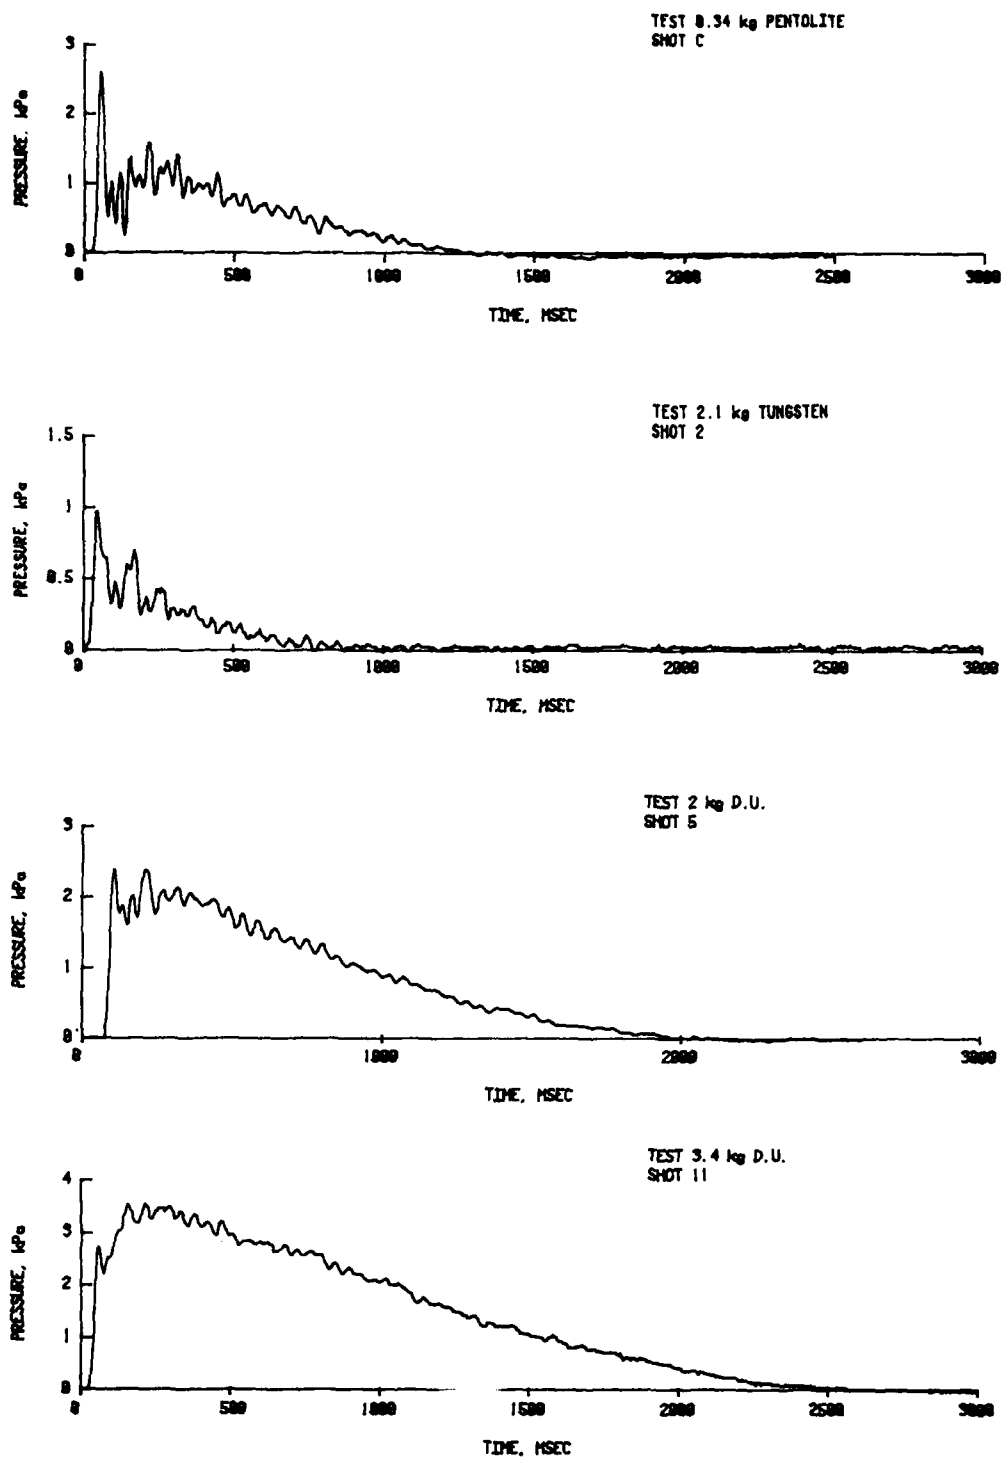 TEST 0.34 kg PENTOLITE
SHOT C
PRESSURE, kPa
3
2
1
0
0 500 1000 1500 2000 2500 3000
TIME, MSEC
TEST 2.1 kg TUNGSTEN
SHOT 2
PRESSURE, kPa
1.5
1
0.5
0
0 500 1000 1500 2000 2500 3000
TIME, MSEC
TEST 2 kg D.U.
SHOT 5
PRESSURE, kPa
3
2
1
0
0 1000 2000 3000
TIME, MSEC
TEST 3.4 kg D.U.
SHOT 11
PRESSURE, kPa
4
3
2
1
0
0 500 1000 1500 2000 2500 3000
TIME, MSEC